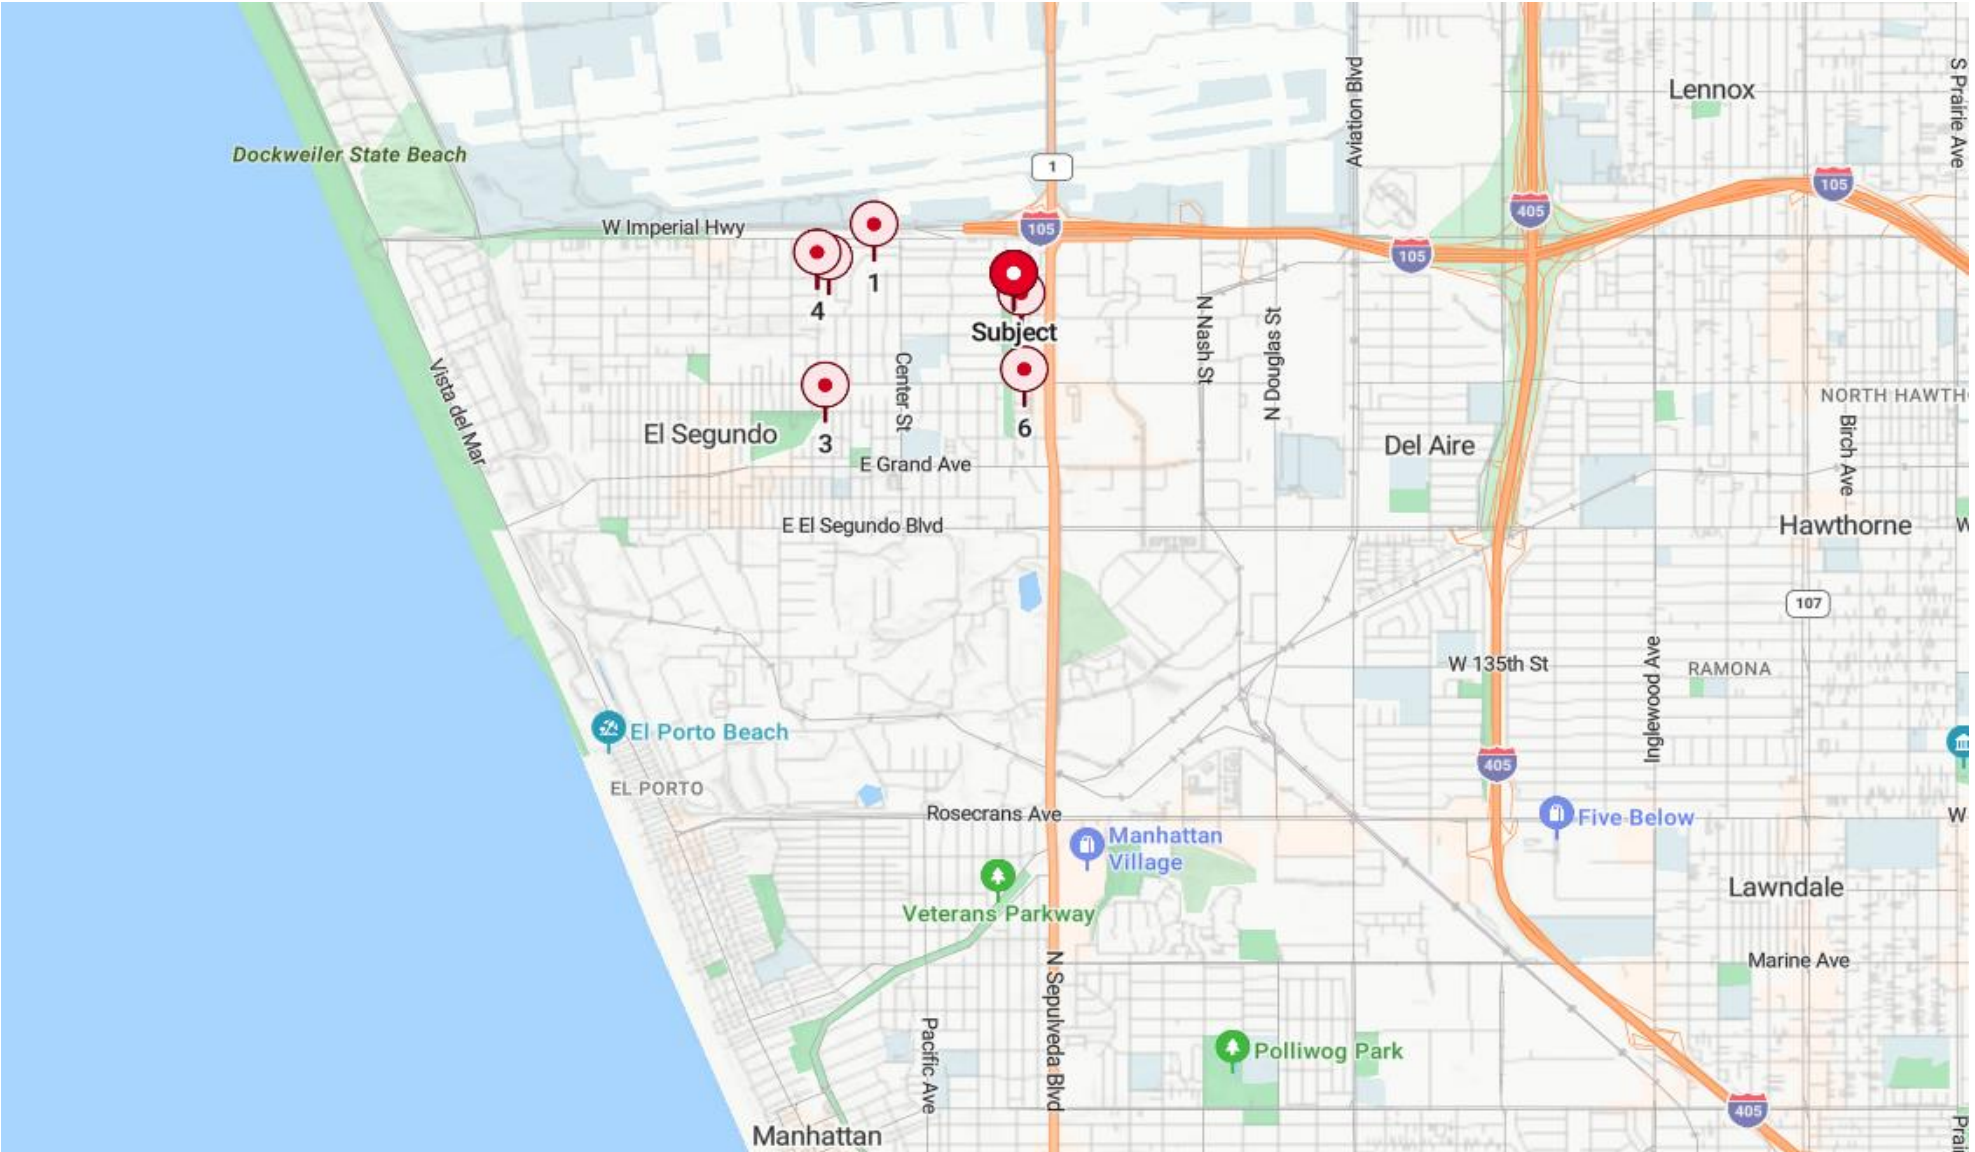 Lennox
S Prairie Ave
Aviation Blvd
Dockweiler State Beach
1
105
405
W Imperial Hwy
105
105
1
4
Subject
N Nash St
N Douglas St
Center St
Vista del Mar
NORTH HAWTH
Birch Ave
El Segundo
3
6
Del Aire
E Grand Ave
E El Segundo Blvd
Hawthorne
W
107
W 135th St
Inglewood Ave
RAMONA
El Porto Beach
EL PORTO
405
Rosecrans Ave
Five Below
W
Manhattan
Village
Veterans Parkway
Lawndale
N Sepulveda Blvd
Marine Ave
Pacific Ave
Polliwog Park
405
Manhattan
Prai